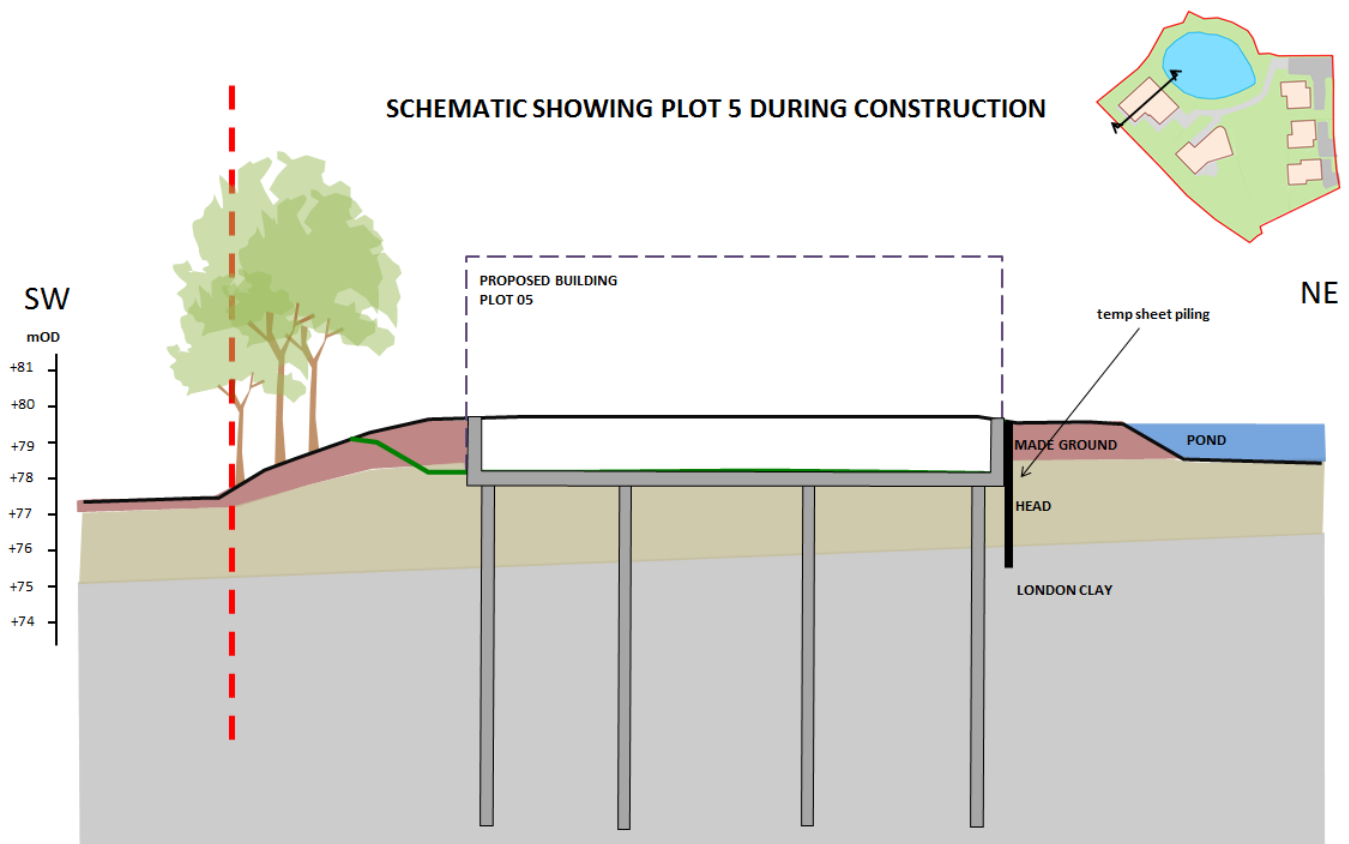 SCHEMATIC SHOWING PLOT 5 DURING CONSTRUCTION
PROPOSED BUILDING
PLOT 05
SW
NE
temp sheet piling
mOD
+81
+80
+79
+78
+77
+76
+75
+74
MADE GROUND
POND
HEAD
LONDON CLAY